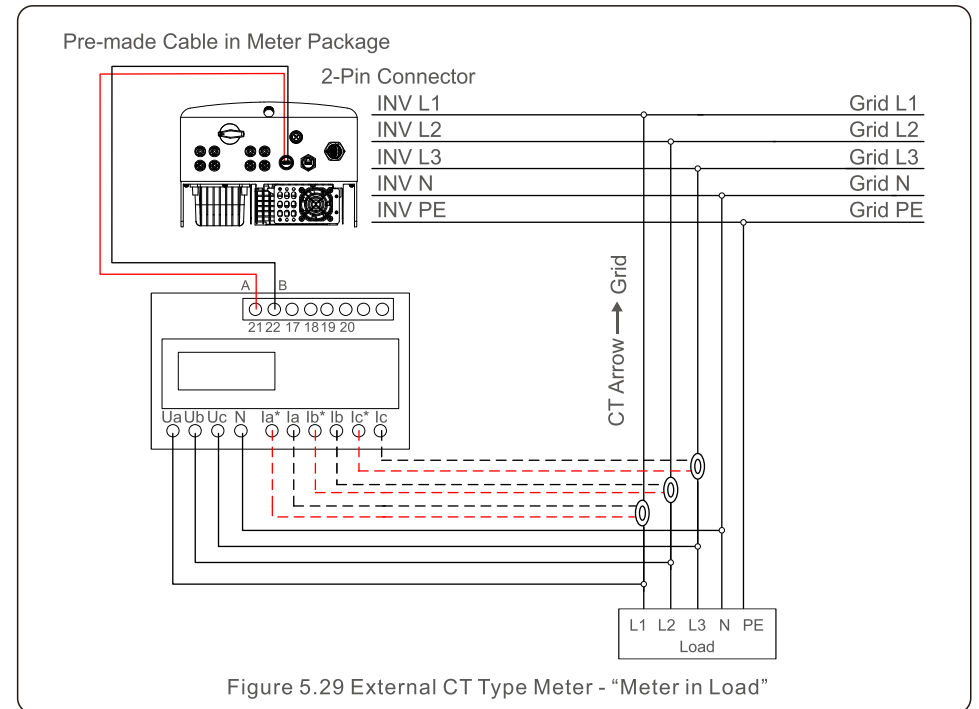 Pre-made Cable in Meter Package
2-Pin Connector
INV L1 Grid L1
INV L2 Grid L2
INV L3 Grid L3
INV N Grid N
INV PE Grid PE
CT Arrow → Grid
A B
21 22 17 18 19 20
Ua Ub Uc N Ia* Ia Ib* Ib Ic* Ic
L1 L2 L3 N PE
Load
Figure 5.29 External CT Type Meter - “Meter in Load”